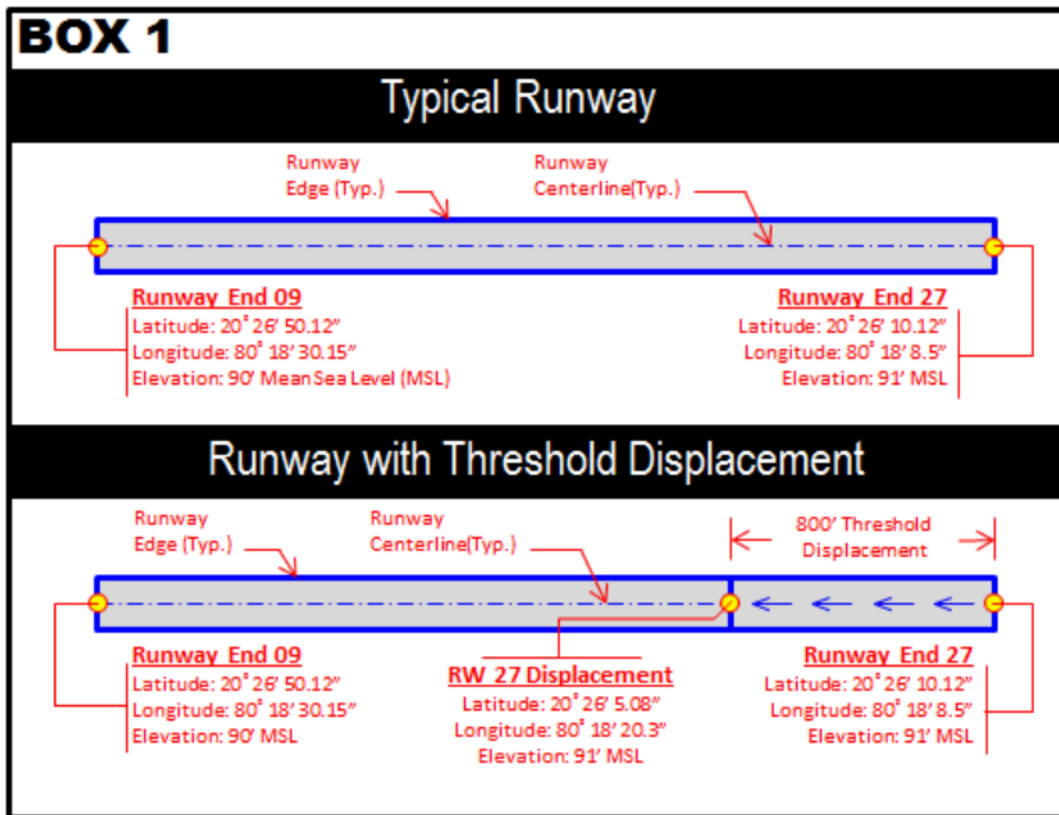 BOX 1
Typical Runway
Runway
Edge (Typ.)
Runway
Centerline(Typ.)
Runway End 09
Latitude: 20° 26' 50.12"
Longitude: 80° 18' 30.15"
Elevation: 90' Mean Sea Level (MSL)
Runway End 27
Latitude: 20° 26' 10.12"
Longitude: 80° 18' 8.5"
Elevation: 91' MSL
Runway with Threshold Displacement
Runway
Edge (Typ.)
Runway
Centerline(Typ.)
800' Threshold
Displacement
Runway End 09
Latitude: 20° 26' 50.12"
Longitude: 80° 18' 30.15"
Elevation: 90' MSL
RW 27 Displacement
Latitude: 20° 26' 5.08"
Longitude: 80° 18' 20.3"
Elevation: 91' MSL
Runway End 27
Latitude: 20° 26' 10.12"
Longitude: 80° 18' 8.5"
Elevation: 91' MSL